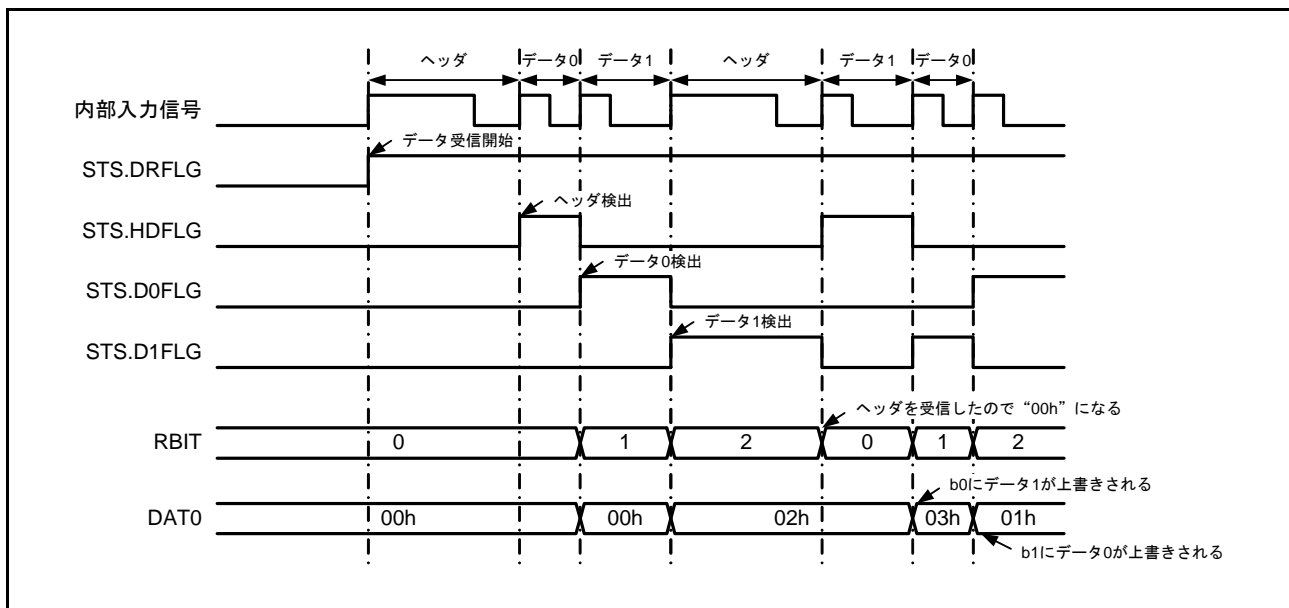 ヘッダ データ0 データ1 ヘッダ データ1 データ0
内部入力信号
データ受信開始
STS.DRFLG
ヘッダ検出
STS.HDFLG
データ0検出
STS.D0FLG
データ1検出
STS.D1FLG
ヘッダを受信したので“00h”になる
RBIT 0 1 2 0 1 2
b0にデータ1が上書きされる
DAT0 00h 00h 02h 03h 01h
b1にデータ0が上書きされる